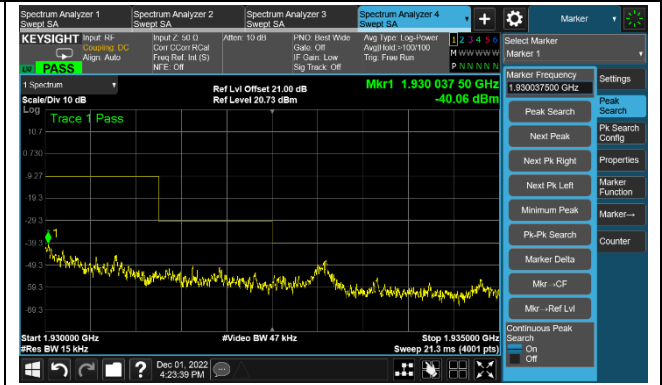 Spectrum Analyzer 1
Swept SA
Spectrum Analyzer 2
Swept SA
Spectrum Analyzer 3
Swept SA
Spectrum Analyzer 4
Swept SA
+
Marker
KEYSIGHT
Input: RF
Coupling: DC
Align: Auto
Input Z: 50 Ω
Corr CCorr RCal
Freq Ref: Int (S)
NFE: Off
Atten: 10 dB
PNO: Best Wide
Gate: Off
IF Gain: Low
Sig Track: Off
Avg Type: Log-Power
Avg|Hold:>100/100
Trig: Free Run
1 2 3 4 5 6
M W W W W W
P N N N N N
PASS
Select Marker
Marker 1
1 Spectrum
Scale/Div 10 dB
Ref Lvl Offset 21.00 dB
Ref Level 20.73 dBm
Mkr1 1.930 037 50 GHz
-40.06 dBm
Log
Trace 1 Pass
10.7
0.730
-9.27
-19.3
-29.3
-39.3
-49.3
-59.3
-69.3
1
Start 1.930000 GHz
#Res BW 15 kHz
#Video BW 47 kHz
Stop 1.935000 GHz
Sweep 21.3 ms (4001 pts)
Marker Frequency
1.930037500 GHz
Peak Search
Next Peak
Next Pk Right
Next Pk Left
Minimum Peak
Pk-Pk Search
Marker Delta
Mkr→CF
Mkr→Ref Lvl
Continuous Peak
Search
On
Off
Settings
Peak
Search
Pk Search
Config
Properties
Marker
Function
Marker→
Counter
?
Dec 01, 2022
4:23:39 PM